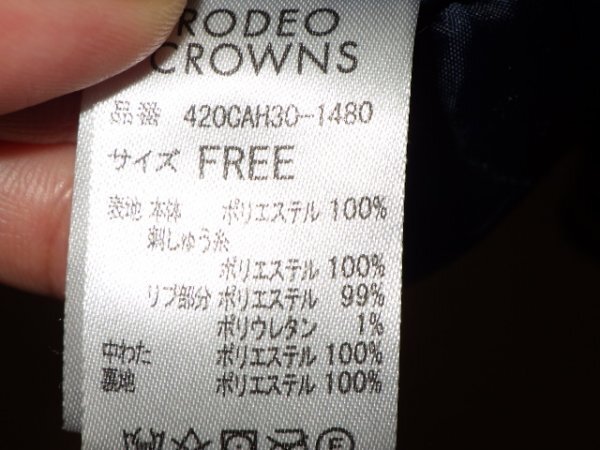 RODEO
CROWNS
品番 420CAH30-1480
サイズ FREE
表地 本体 ポリエステル 100%
刺しゅう糸
ポリエステル 100%
リブ部分 ポリエステル 99%
ポリウレタン 1%
中わた ポリエステル 100%
裏地 ポリエステル 100%